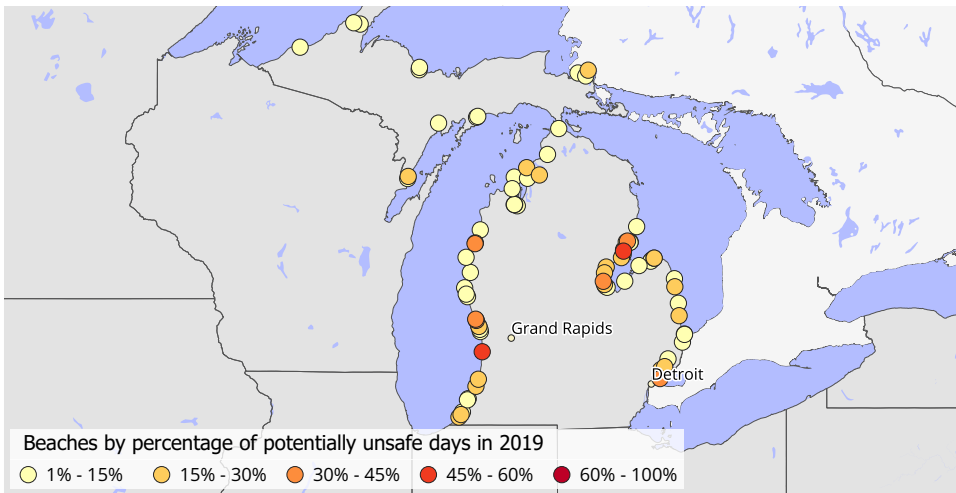 Grand Rapids
Detroit
Beaches by percentage of potentially unsafe days in 2019
1% - 15% 15% - 30% 30% - 45% 45% - 60% 60% - 100%